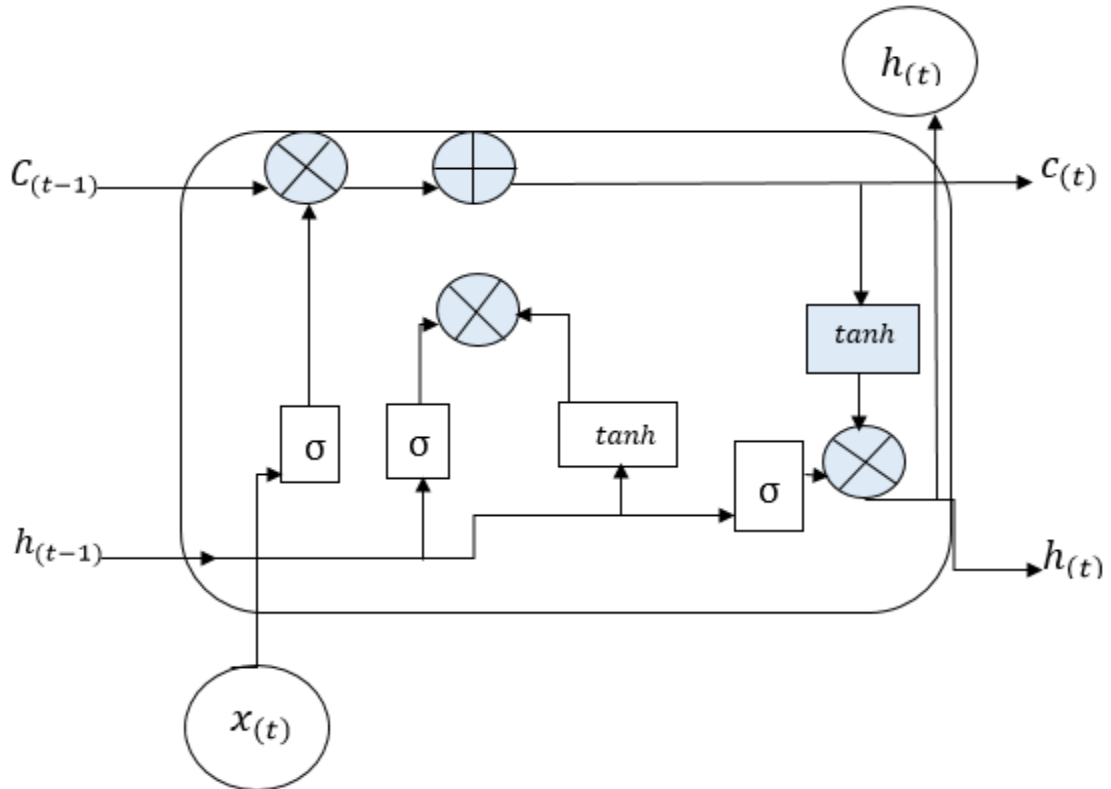 h(t)
C(t−1)
c(t)
tanh
σ
σ
tanh
σ
h(t−1)
h(t)
x(t)